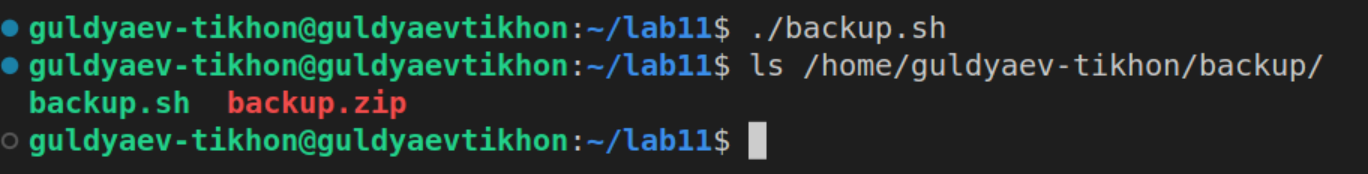 guldyaev-tikhon@guldyaevtikhon:~/lab11$ ./backup.sh
guldyaev-tikhon@guldyaevtikhon:~/lab11$ ls /home/guldyaev-tikhon/backup/
backup.sh  backup.zip
guldyaev-tikhon@guldyaevtikhon:~/lab11$